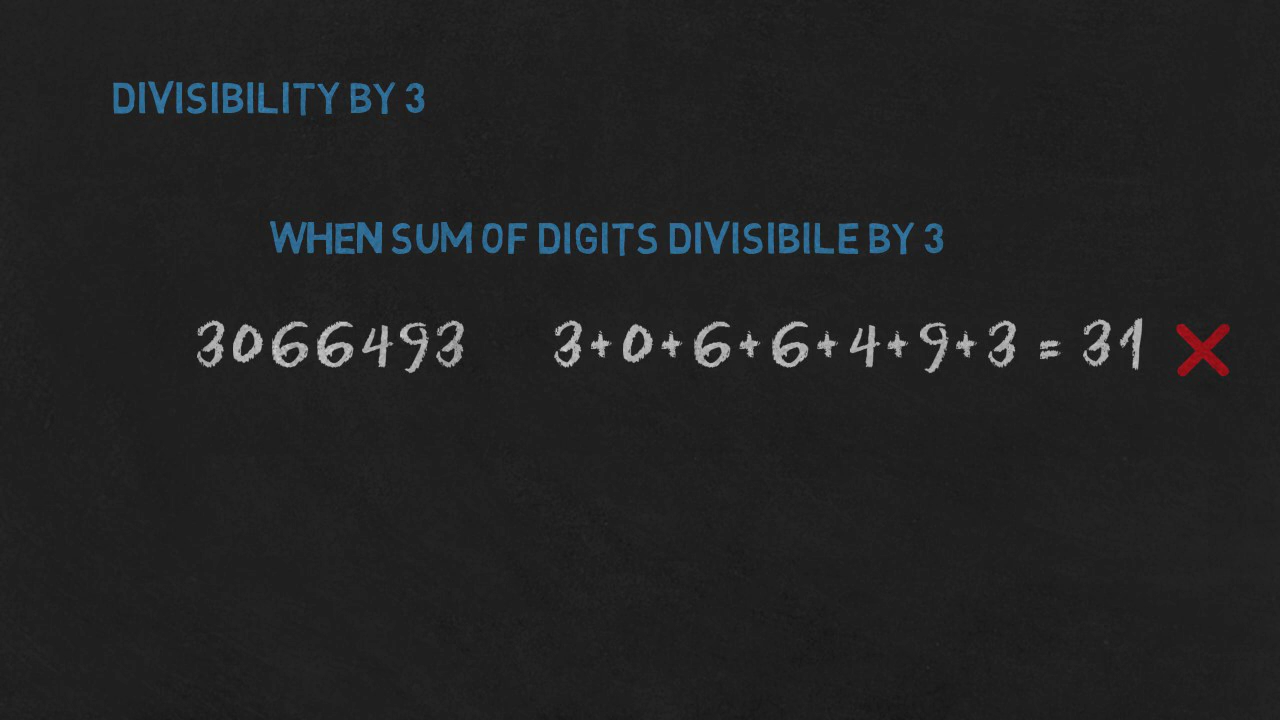 DIVISIBILITY BY 3
WHEN SUM OF DIGITS DIVISIBILE BY 3
3066493 3+0+6+6+4+9+3 = 31